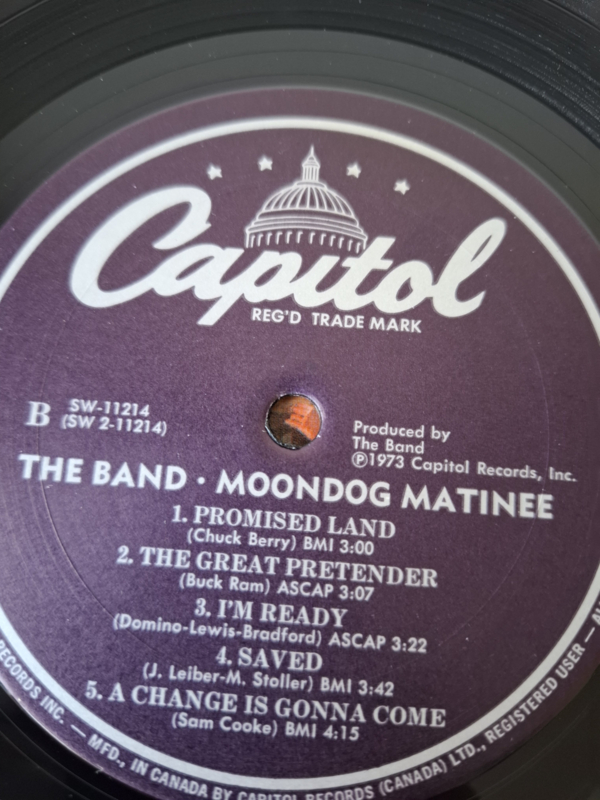 Capitol
REG'D TRADE MARK
B
SW-11214
(SW 2-11214)
Produced by
The Band
℗1973 Capitol Records, Inc.
THE BAND · MOONDOG MATINEE
1. PROMISED LAND
(Chuck Berry) BMI 3:00
2. THE GREAT PRETENDER
(Buck Ram) ASCAP 3:07
3. I'M READY
(Domino-Lewis-Bradford) ASCAP 3:22
4. SAVED
(J. Leiber-M. Stoller) BMI 3:42
5. A CHANGE IS GONNA COME
(Sam Cooke) BMI 4:15
RECORDS INC. — MFD., IN CANADA BY CAPITOL RECORDS (CANADA) LTD., REGISTERED USER —